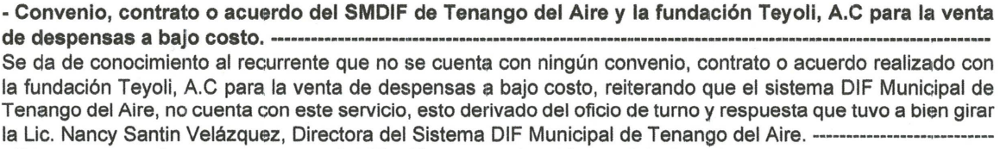 - Convenio, contrato o acuerdo del SMDIF de Tenango del Aire y la fundación Teyoli, A.C para la venta
de despensas a bajo costo. ------------------------------------------------------------------------------------------------------------
Se da de conocimiento al recurrente que no se cuenta con ningún convenio, contrato o acuerdo realizado con
la fundación Teyoli, A.C para la venta de despensas a bajo costo, reiterando que el sistema DIF Municipal de
Tenango del Aire, no cuenta con este servicio, esto derivado del oficio de turno y respuesta que tuvo a bien girar
la Lic. Nancy Santin Velázquez, Directora del Sistema DIF Municipal de Tenango del Aire. ---------------------------